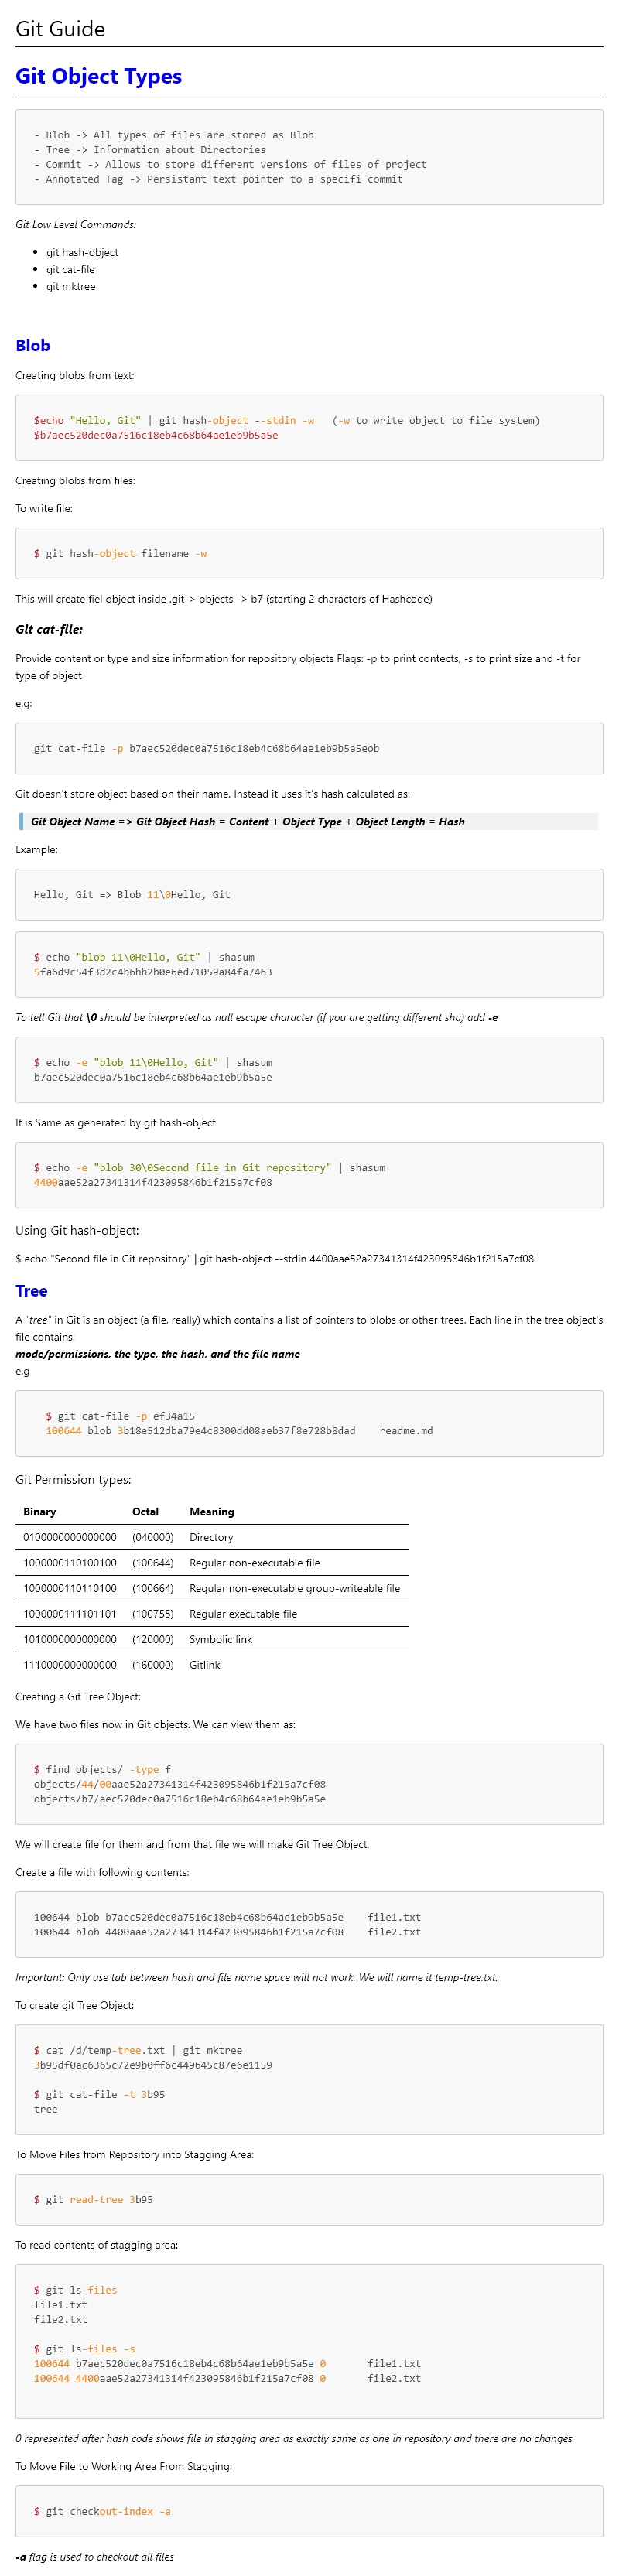 Git Guide
Git Object Types
- Blob -> All types of files are stored as Blob
- Tree -> Information about Directories
- Commit -> Allows to store different versions of files of project
- Annotated Tag -> Persistant text pointer to a specifi commit
Git Low Level Commands:
• git hash-object
• git cat-file
• git mktree
Blob
Creating blobs from text:
$echo "Hello, Git" | git hash-object --stdin -w   (-w to write object to file system)
$b7aec520dec0a7516c18eb4c68b64ae1eb9b5a5e
Creating blobs from files:
To write file:
$ git hash-object filename -w
This will create fiel object inside .git-> objects -> b7 (starting 2 characters of Hashcode)
Git cat-file:
Provide content or type and size information for repository objects Flags: -p to print contects, -s to print size and -t for
type of object
e.g:
git cat-file -p b7aec520dec0a7516c18eb4c68b64ae1eb9b5a5eob
Git doesn't store object based on their name. Instead it uses it's hash calculated as:
Git Object Name => Git Object Hash = Content + Object Type + Object Length = Hash
Example:
Hello, Git => Blob 11\0Hello, Git
$ echo "blob 11\0Hello, Git" | shasum
5fa6d9c54f3d2c4b6bb2b0e6ed71059a84fa7463
To tell Git that \0 should be interpreted as null escape character (if you are getting different sha) add -e
$ echo -e "blob 11\0Hello, Git" | shasum
b7aec520dec0a7516c18eb4c68b64ae1eb9b5a5e
It is Same as generated by git hash-object
$ echo -e "blob 30\0Second file in Git repository" | shasum
4400aae52a27341314f423095846b1f215a7cf08
Using Git hash-object:
$ echo "Second file in Git repository" | git hash-object --stdin 4400aae52a27341314f423095846b1f215a7cf08
Tree
A "tree" in Git is an object (a file, really) which contains a list of pointers to blobs or other trees. Each line in the tree object's
file contains:
mode/permissions, the type, the hash, and the file name
e.g
$ git cat-file -p ef34a15
100644 blob 3b18e512dba79e4c8300dd08aeb37f8e728b8dad    readme.md
Git Permission types:
Binary Octal Meaning
0100000000000000 (040000) Directory
1000000110100100 (100644) Regular non-executable file
1000000110110100 (100664) Regular non-executable group-writeable file
1000000111101101 (100755) Regular executable file
1010000000000000 (120000) Symbolic link
1110000000000000 (160000) Gitlink
Creating a Git Tree Object:
We have two files now in Git objects. We can view them as:
$ find objects/ -type f
objects/44/00aae52a27341314f423095846b1f215a7cf08
objects/b7/aec520dec0a7516c18eb4c68b64ae1eb9b5a5e
We will create file for them and from that file we will make Git Tree Object.
Create a file with following contents:
100644 blob b7aec520dec0a7516c18eb4c68b64ae1eb9b5a5e    file1.txt
100644 blob 4400aae52a27341314f423095846b1f215a7cf08    file2.txt
Important: Only use tab between hash and file name space will not work. We will name it temp-tree.txt.
To create git Tree Object:
$ cat /d/temp-tree.txt | git mktree
3b95df0ac6365c72e9b0ff6c449645c87e6e1159
$ git cat-file -t 3b95
tree
To Move Files from Repository into Stagging Area:
$ git read-tree 3b95
To read contents of stagging area:
$ git ls-files
file1.txt
file2.txt
$ git ls-files -s
100644 b7aec520dec0a7516c18eb4c68b64ae1eb9b5a5e 0       file1.txt
100644 4400aae52a27341314f423095846b1f215a7cf08 0       file2.txt
0 represented after hash code shows file in stagging area as exactly same as one in repository and there are no changes.
To Move File to Working Area From Stagging:
$ git checkout-index -a
-a flag is used to checkout all files